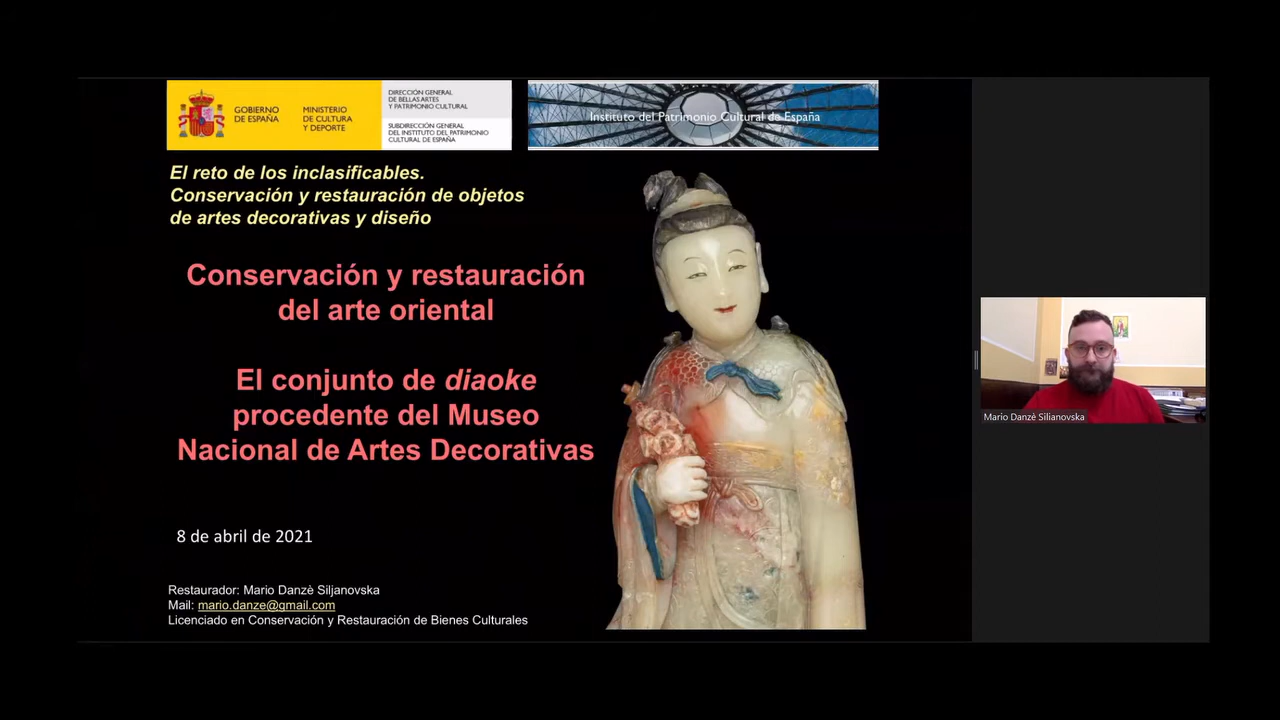 GOBIERNO
DE ESPAÑA
MINISTERIO
DE CULTURA
Y DEPORTE
DIRECCIÓN GENERAL
DE BELLAS ARTES
Y PATRIMONIO CULTURAL
SUBDIRECCIÓN GENERAL
DEL INSTITUTO DEL PATRIMONIO
CULTURAL DE ESPAÑA
Instituto del Patrimonio Cultural de España
El reto de los inclasificables.
Conservación y restauración de objetos
de artes decorativas y diseño
Conservación y restauración
del arte oriental
El conjunto de diaoke
procedente del Museo
Nacional de Artes Decorativas
8 de abril de 2021
Restaurador: Mario Danzè Siljanovska
Mail: mario.danze@gmail.com
Licenciado en Conservación y Restauración de Bienes Culturales
Mario Danzè Silianovska